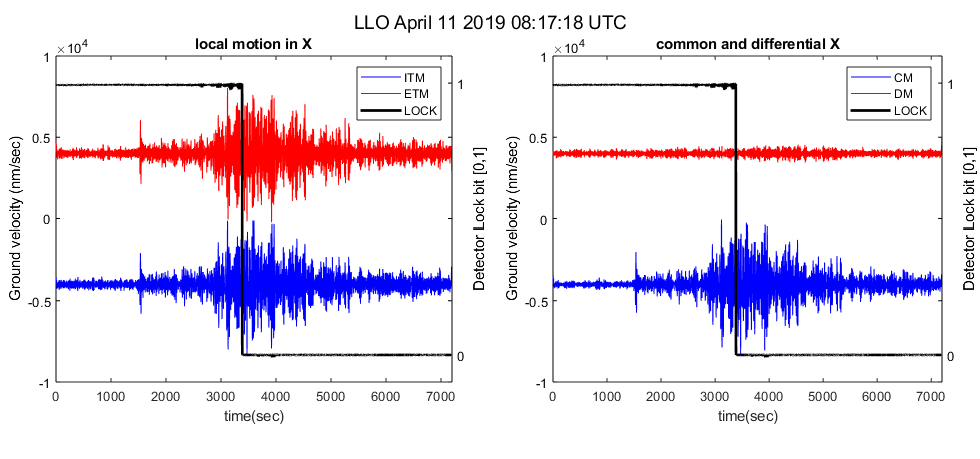 LLO April 11 2019 08:17:18 UTC
local motion in X
×10^4
1
0.5
0
-0.5
-1
Ground velocity (nm/sec)
ITM
ETM
LOCK
1
0
Detector Lock bit [0,1]
0 1000 2000 3000 4000 5000 6000 7000
time(sec)
common and differential X
×10^4
1
0.5
0
-0.5
-1
Ground velocity (nm/sec)
CM
DM
LOCK
1
0
Detector Lock bit [0,1]
0 1000 2000 3000 4000 5000 6000 7000
time(sec)